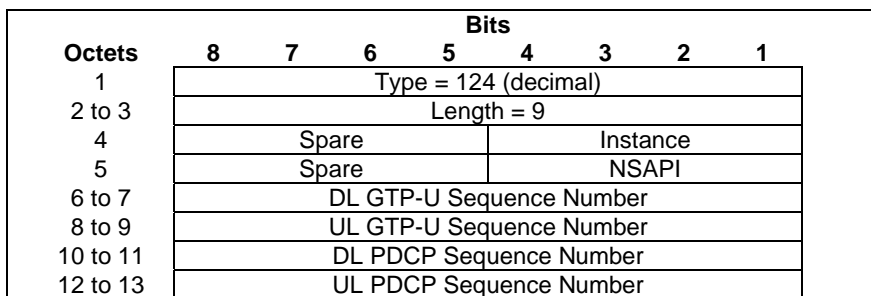 Bits
Octets 8 7 6 5 4 3 2 1
1 Type = 124 (decimal)
2 to 3 Length = 9
4 Spare Instance
5 Spare NSAPI
6 to 7 DL GTP-U Sequence Number
8 to 9 UL GTP-U Sequence Number
10 to 11 DL PDCP Sequence Number
12 to 13 UL PDCP Sequence Number